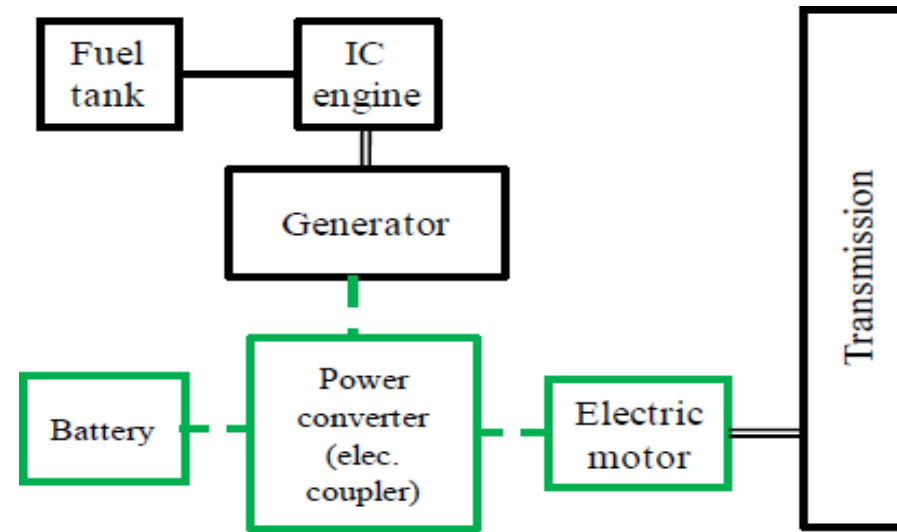 Fuel
tank
IC
engine
Generator
Battery
Power
converter
(elec.
coupler)
Electric
motor
Transmission